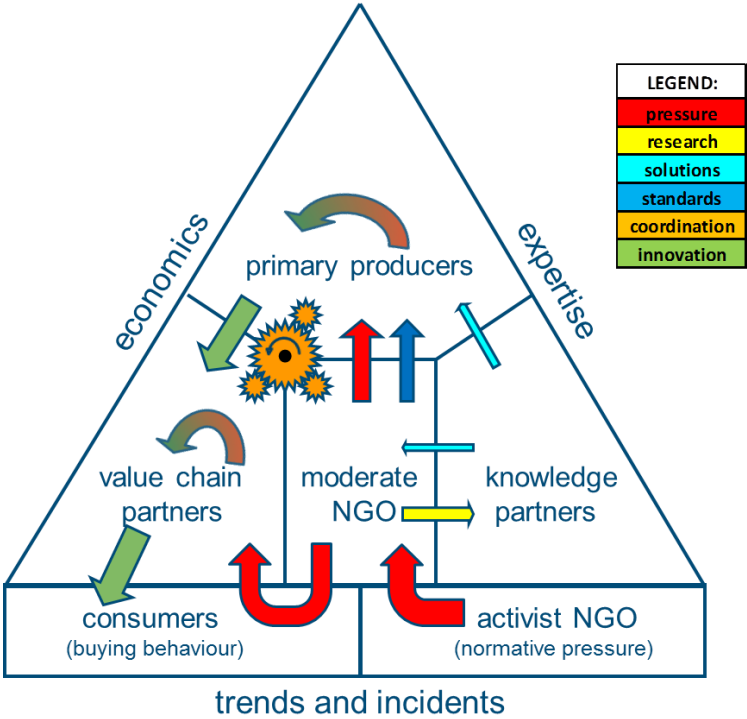 LEGEND:
pressure
research
solutions
standards
coordination
innovation
economics
expertise
primary producers
value chain
partners
moderate
NGO
knowledge
partners
consumers
(buying behaviour)
activist NGO
(normative pressure)
trends and incidents